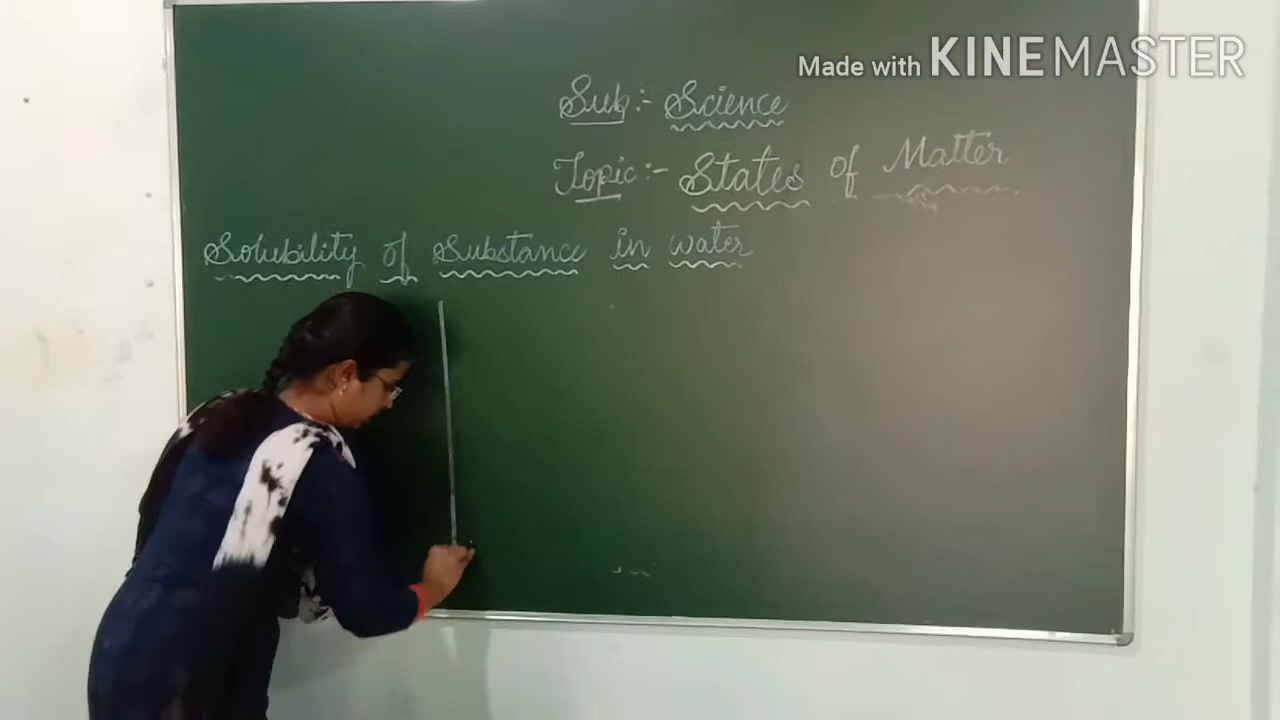 Made with KINEMASTER
Sub:- Science
Topic:- States of Matter
Solubility of Substance in water